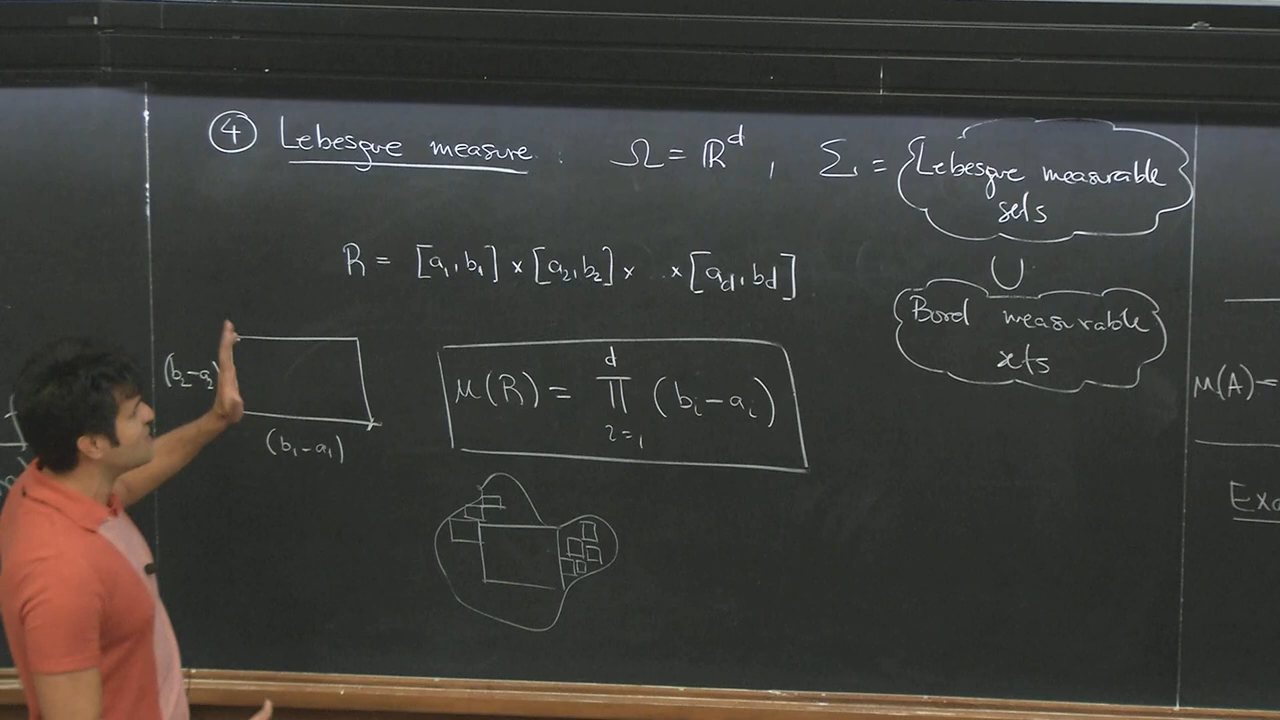 ④ Lebesgue measure : Ω = ℝ^d , Σ = Lebesgue measurable sets
∪
Borel measurable sets
R = [a₁,b₁] × [a₂,b₂] × ... × [a_d,b_d]
(b₂-a₂)
(b₁-a₁)
μ(R) = ∏_{i=1}^{d} (b_i - a_i)
μ(A) =